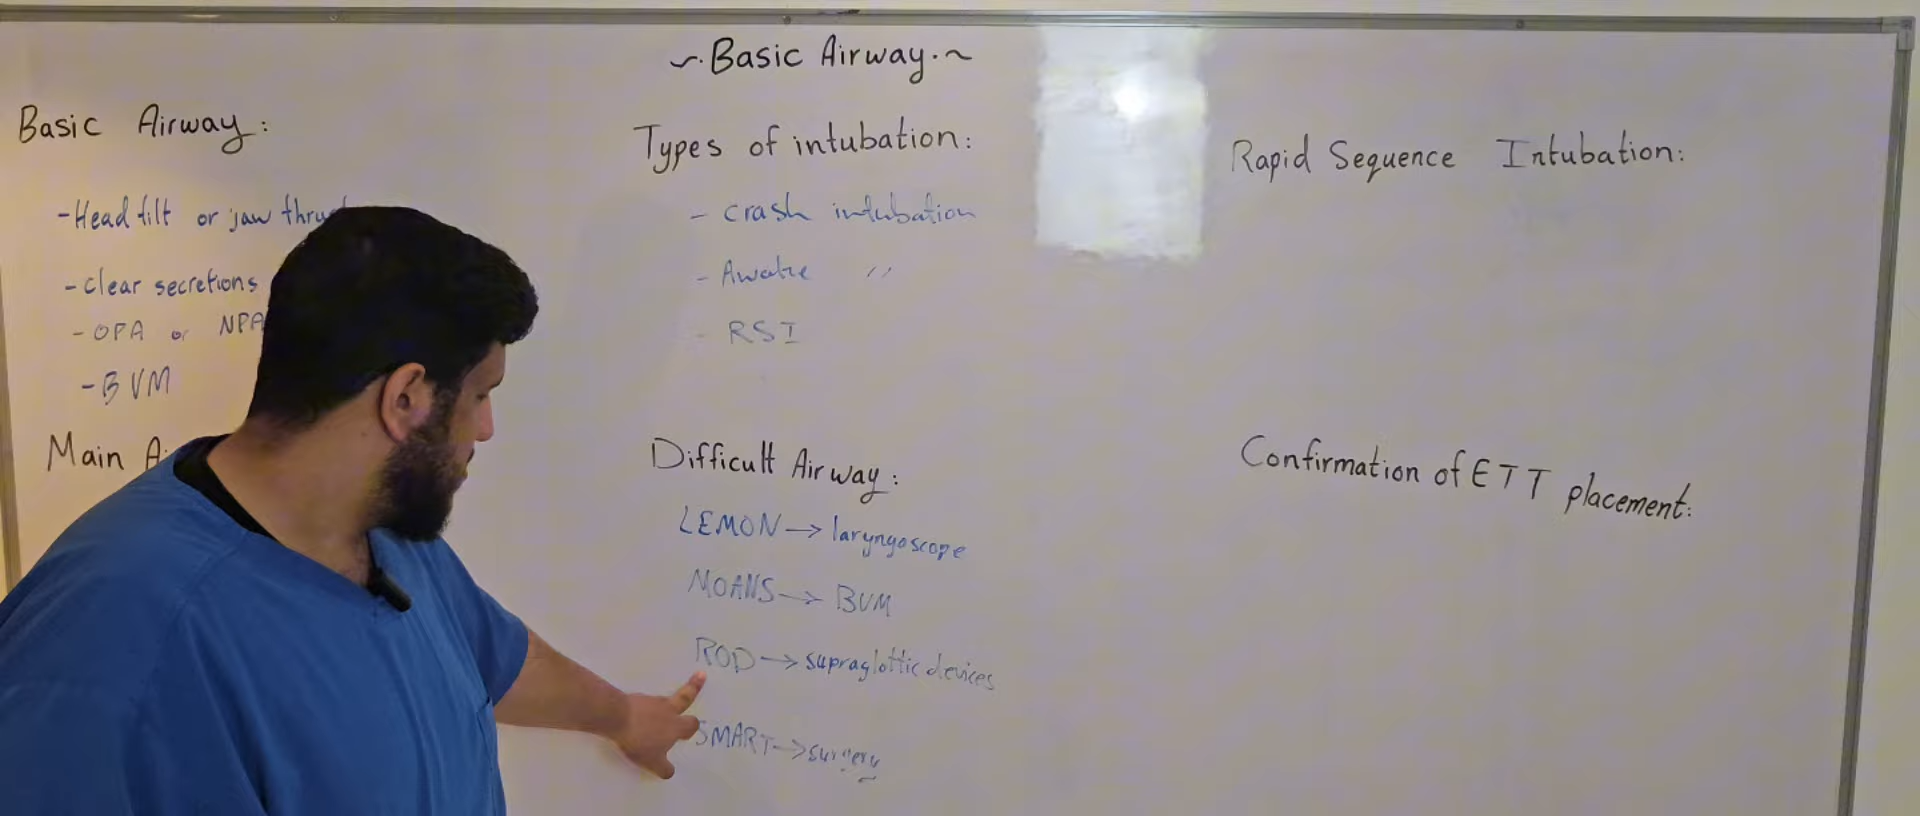 ~. Basic Airway. ~
Basic Airway:
-Head tilt or jaw thrust
-clear secretions
-OPA or NPA
-BVM
Main
Types of intubation:
- crash intubation
- Awake "
- RSI
Difficult Airway:
LEMON → laryngoscope
MOANS → BVM
ROD → supraglottic devices
SMART → surgery
Rapid Sequence Intubation:
Confirmation of ETT placement: